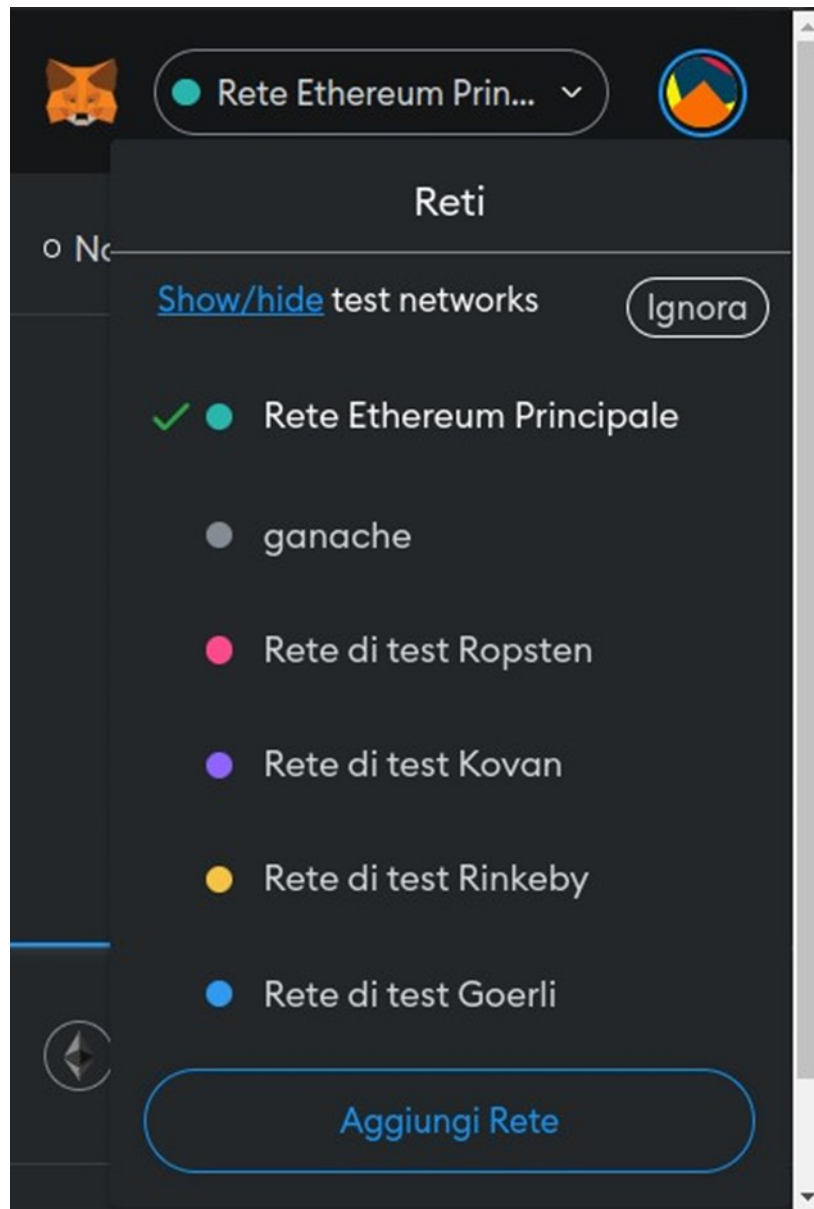 Rete Ethereum Prin...
Reti
No
Show/hide test networks
Ignora
Rete Ethereum Principale
ganache
Rete di test Ropsten
Rete di test Kovan
Rete di test Rinkeby
Rete di test Goerli
Aggiungi Rete